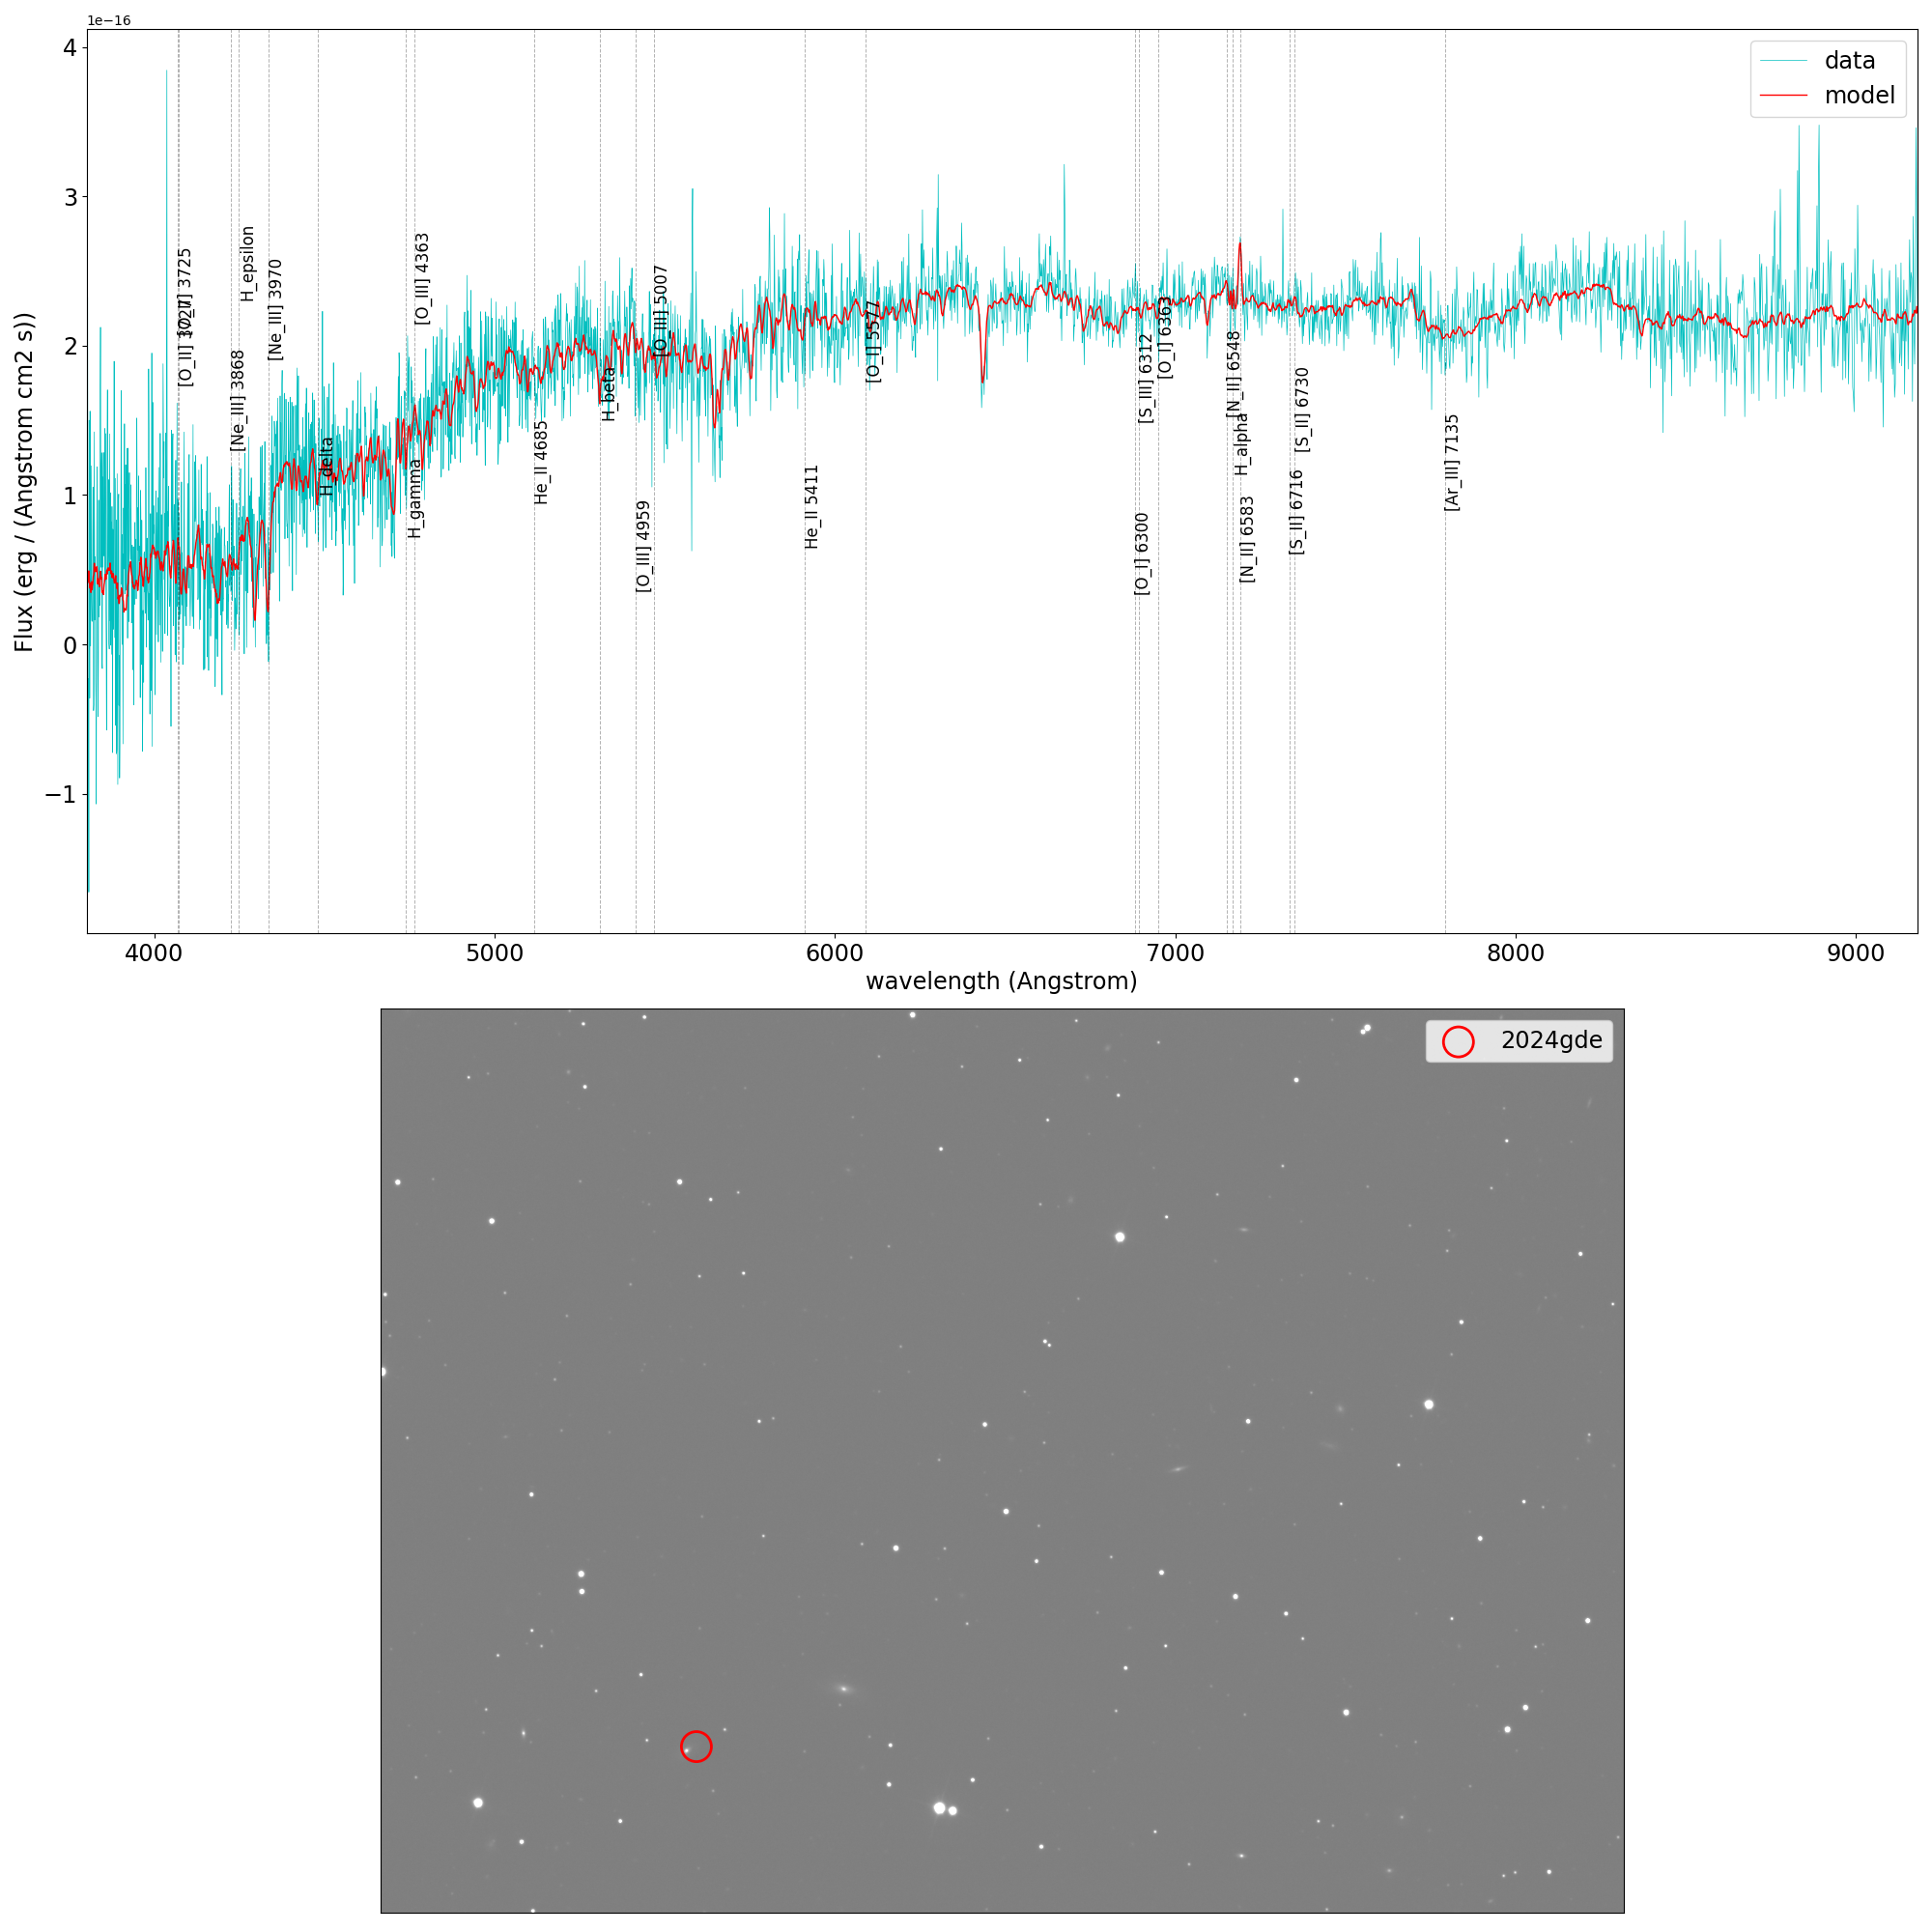 1e−16
4
3
2
1
0
−1
Flux (erg / (Angstrom cm2 s))
data
model
[O_II] 3725
[O_II] 3727
[Ne_III] 3868
H_epsilon
[Ne_III] 3970
H_delta
H_gamma
[O_III] 4363
He_II 4685
H_beta
[O_III] 4959
[O_III] 5007
He_II 5411
[O_I] 5577
[O_I] 6300
[S_III] 6312
[O_I] 6363
[N_II] 6548
H_alpha
[N_II] 6583
[S_II] 6716
[S_II] 6730
[Ar_III] 7135
4000 5000 6000 7000 8000 9000
wavelength (Angstrom)
2024gde